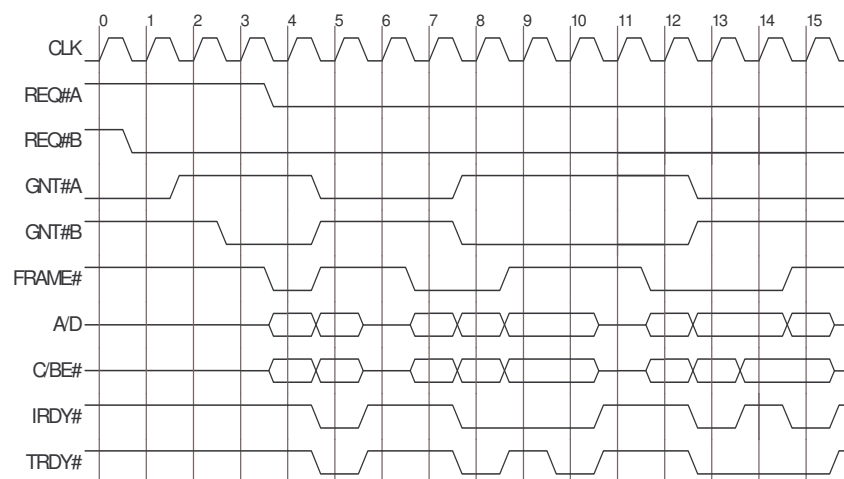 0 1 2 3 4 5 6 7 8 9 10 11 12 13 14 15
CLK
REQ#A
REQ#B
GNT#A
GNT#B
FRAME#
A/D
C/BE#
IRDY#
TRDY#